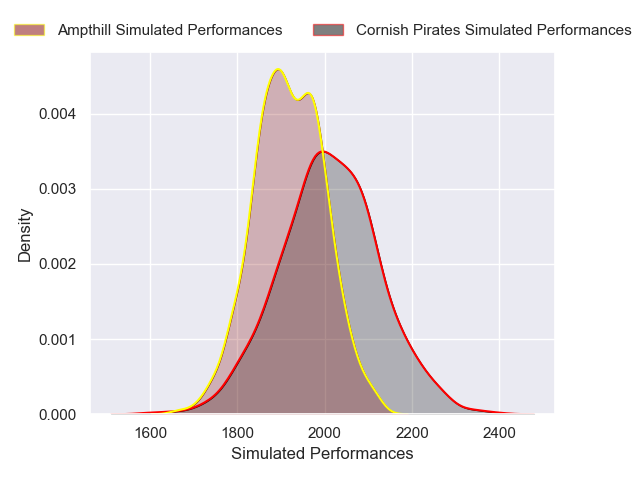 Ampthill Simulated Performances
Cornish Pirates Simulated Performances
0.004
0.003
0.002
0.001
0.000
Density
1600 1800 2000 2200 2400
Simulated Performances